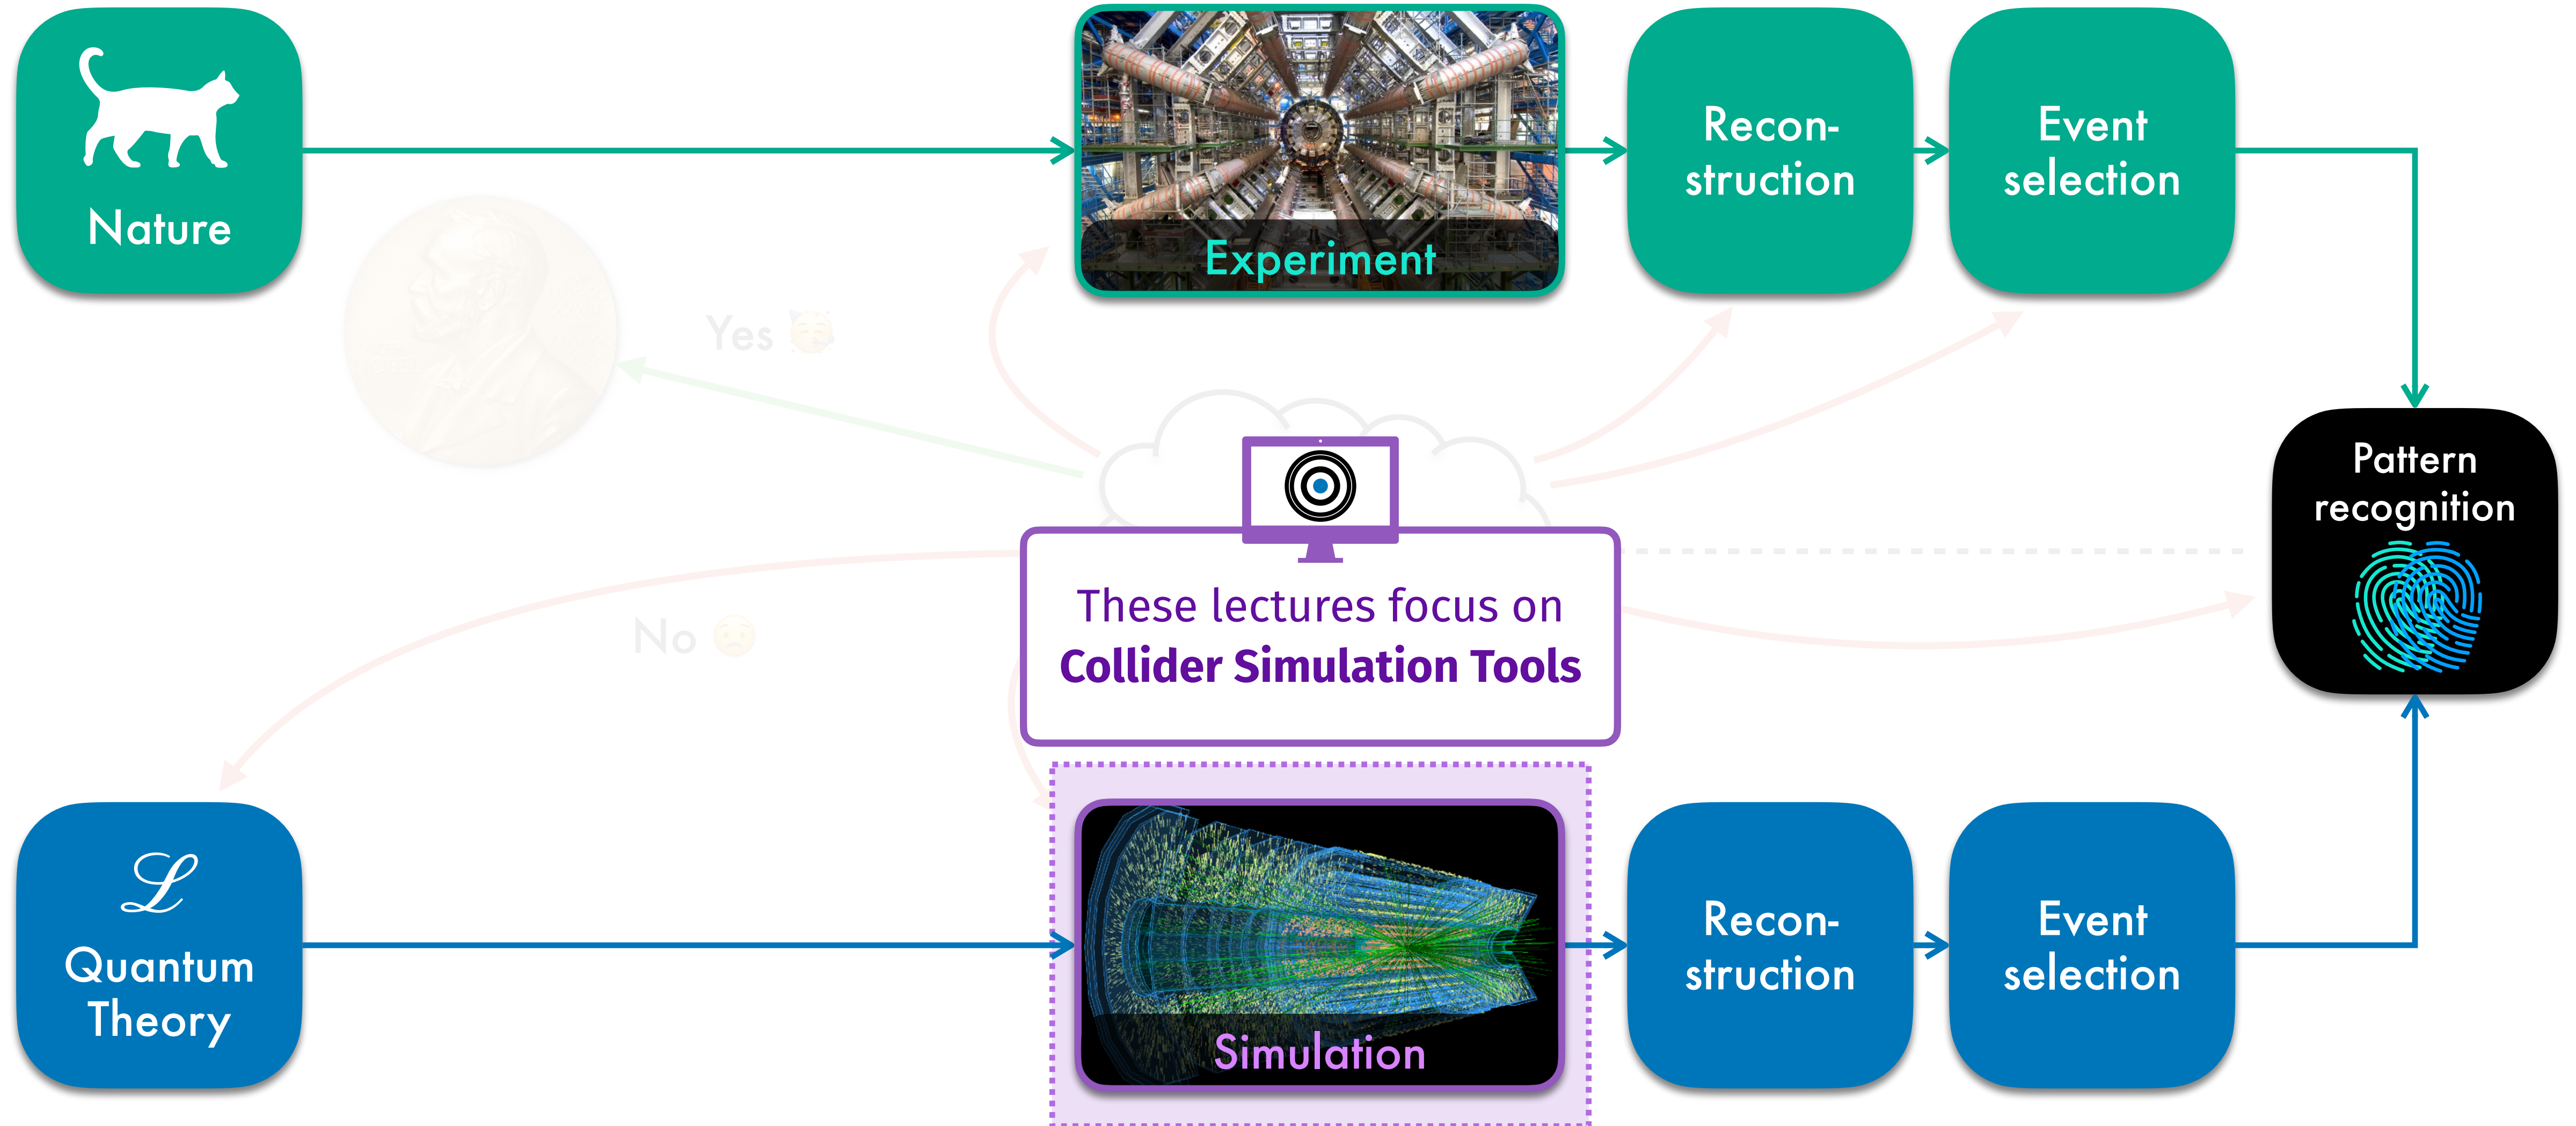 Nature
Experiment
Recon-
struction
Event
selection
Yes
Pattern
recognition
These lectures focus on
Collider Simulation Tools
No
ℒ
Quantum
Theory
Simulation
Recon-
struction
Event
selection